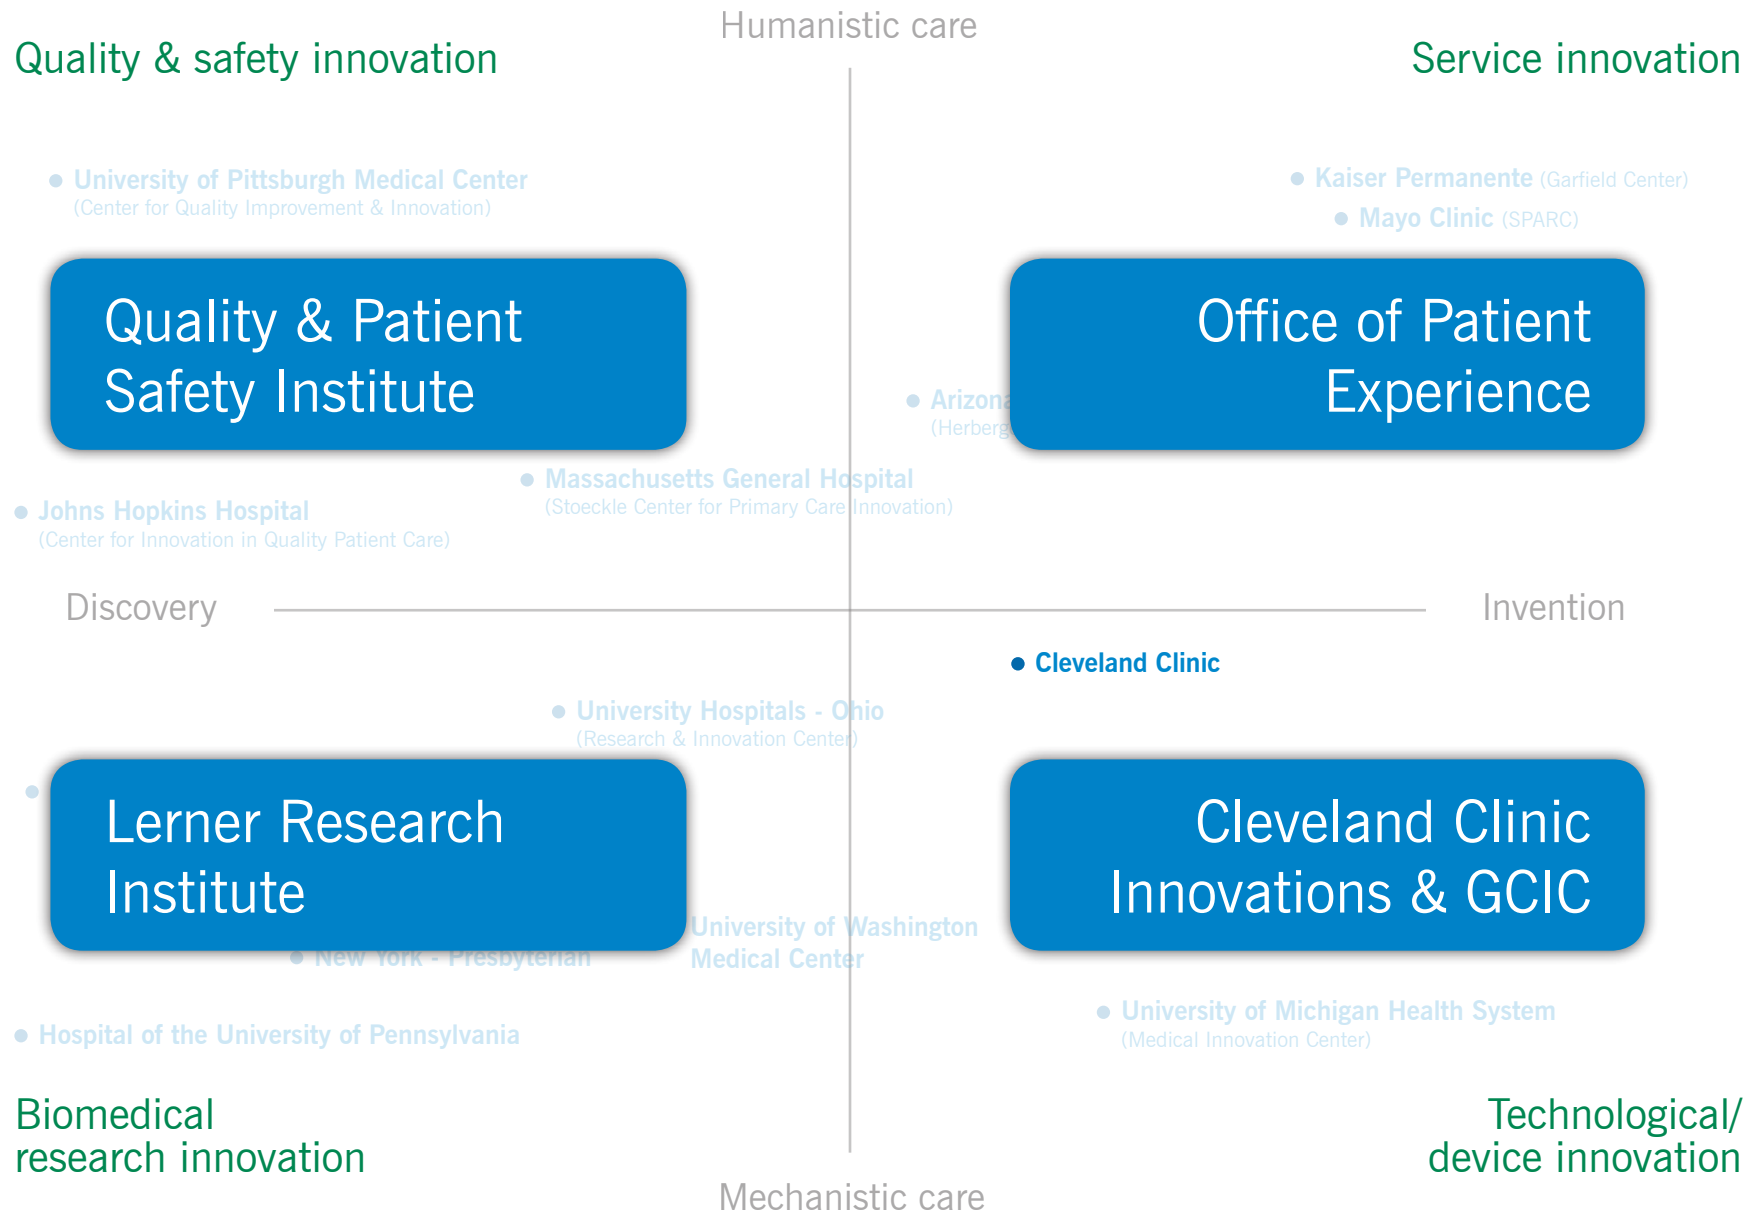 Humanistic care
Quality & safety innovation
Service innovation
University of Pittsburgh Medical Center
(Center for Quality Improvement & Innovation)
Kaiser Permanente (Garfield Center)
Mayo Clinic (SPARC)
Quality & Patient
Safety Institute
Office of Patient
Experience
Arizona
Massachusetts General Hospital
(Stoeckle Center for Primary Care Innovation)
Johns Hopkins Hospital
(Center for Innovation in Quality Patient Care)
Discovery
Invention
Cleveland Clinic
University Hospitals - Ohio
(Research & Innovation Center)
Lerner Research
Institute
Cleveland Clinic
Innovations & GCIC
University of Washington
Medical Center
New York - Presbyterian
University of Michigan Health System
(Medical Innovation Center)
Hospital of the University of Pennsylvania
Biomedical
research innovation
Technological/
device innovation
Mechanistic care